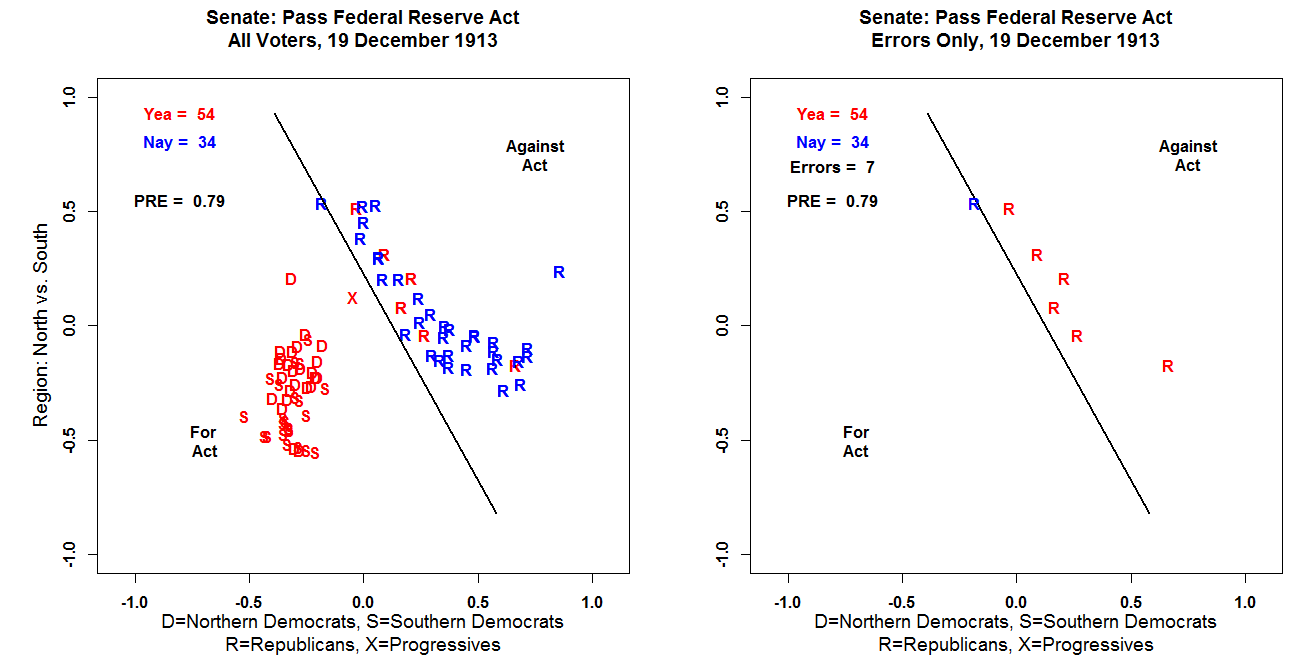 Senate: Pass Federal Reserve Act
All Voters, 19 December 1913
Yea = 54
Nay = 34
PRE = 0.79
Against
Act
For
Act
Region: North vs. South
1.0
0.5
0.0
-0.5
-1.0
-1.0 -0.5 0.0 0.5 1.0
D=Northern Democrats, S=Southern Democrats
R=Republicans, X=Progressives
Senate: Pass Federal Reserve Act
Errors Only, 19 December 1913
Yea = 54
Nay = 34
Errors = 7
PRE = 0.79
Against
Act
R
R
R
R
R
R
R
For
Act
1.0
0.5
0.0
-0.5
-1.0
-1.0 -0.5 0.0 0.5 1.0
D=Northern Democrats, S=Southern Democrats
R=Republicans, X=Progressives